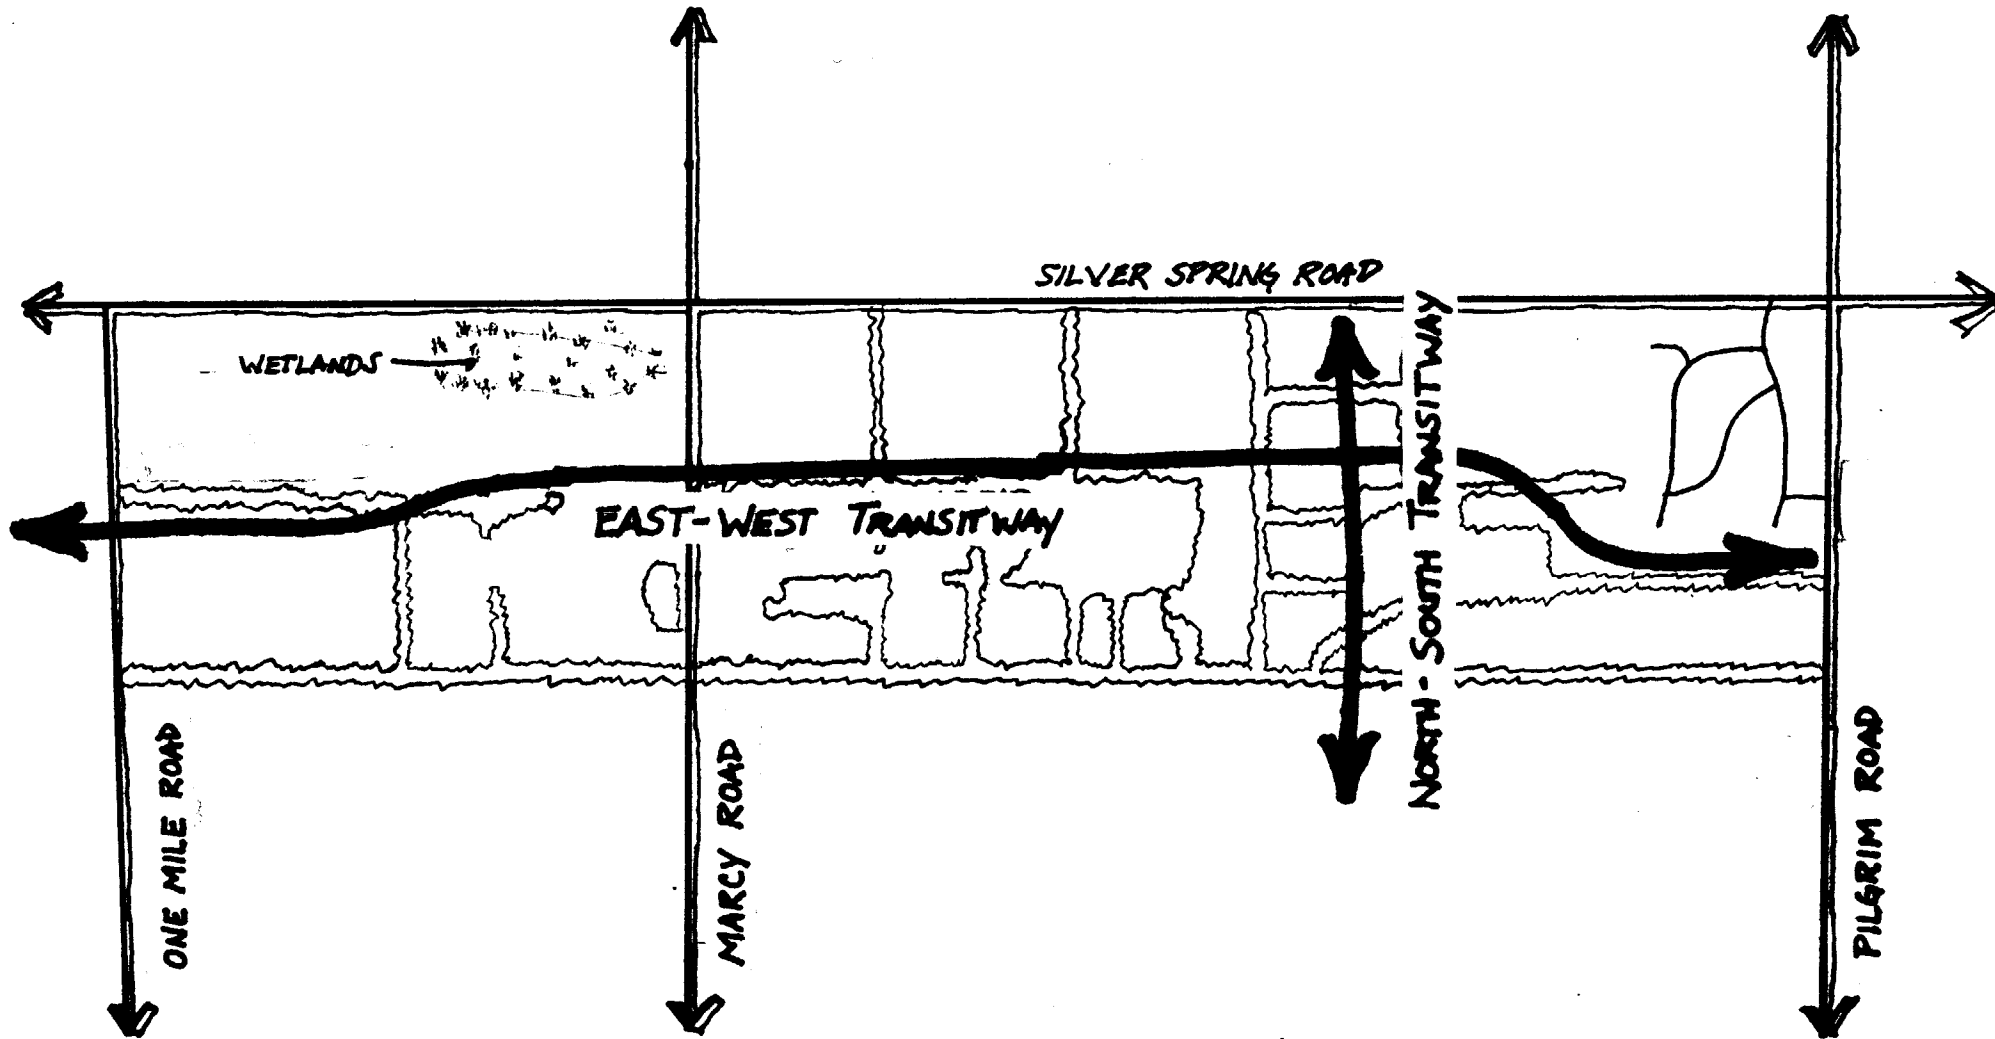 SILVER SPRING ROAD
WETLANDS
EAST-WEST TRANSITWAY
NORTH-SOUTH TRANSITWAY
ONE MILE ROAD
MARCY ROAD
PILGRIM ROAD